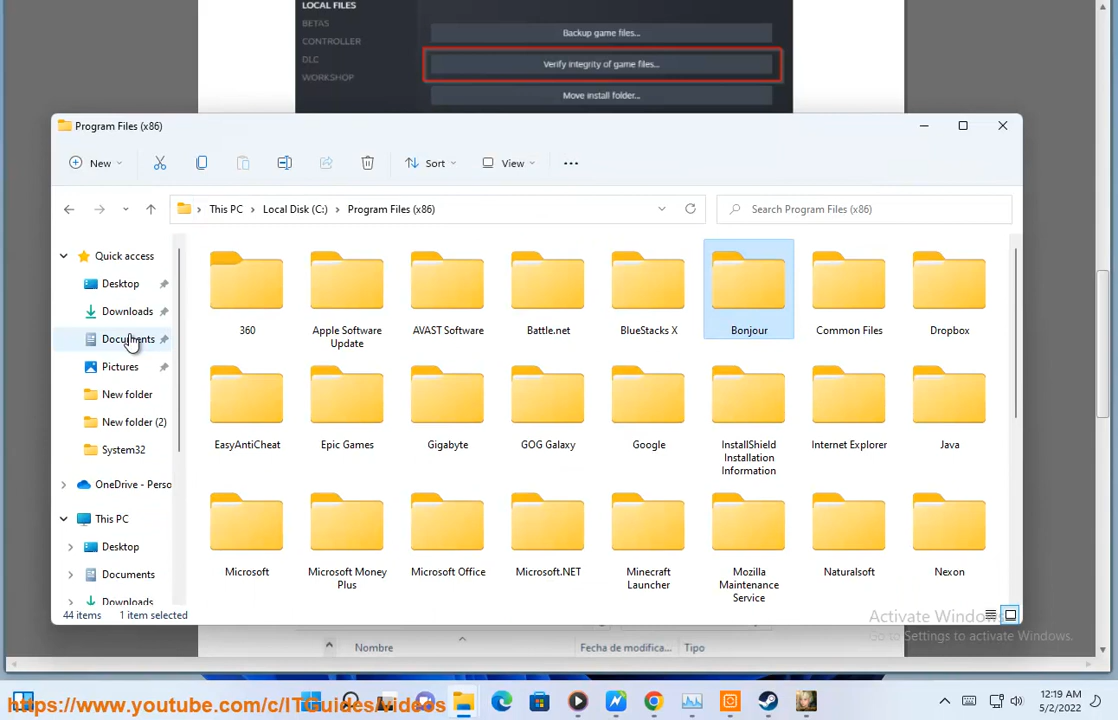 LOCAL FILES
BETAS
CONTROLLER
DLC
WORKSHOP
Backup game files...
Verify integrity of game files...
Move install folder...
Program Files (x86)
New
Sort
View
This PC > Local Disk (C:) > Program Files (x86)
Search Program Files (x86)
Quick access
Desktop
Downloads
Documents
Pictures
New folder
New folder (2)
System32
OneDrive - Perso
This PC
Desktop
Documents
Downloads
360
Apple Software
Update
AVAST Software
Battle.net
BlueStacks X
Bonjour
Common Files
Dropbox
EasyAntiCheat
Epic Games
Gigabyte
GOG Galaxy
Google
InstallShield
Installation
Information
Internet Explorer
Java
Microsoft
Microsoft Money
Plus
Microsoft Office
Microsoft.NET
Minecraft
Launcher
Mozilla
Maintenance
Service
Naturalsoft
Nexon
44 items
1 item selected
Activate Windows
Go to Settings to activate Windows.
Nombre
Fecha de modifica...
Tipo
https://www.youtube.com/c/ITGuides/videos
12:19 AM
5/2/2022